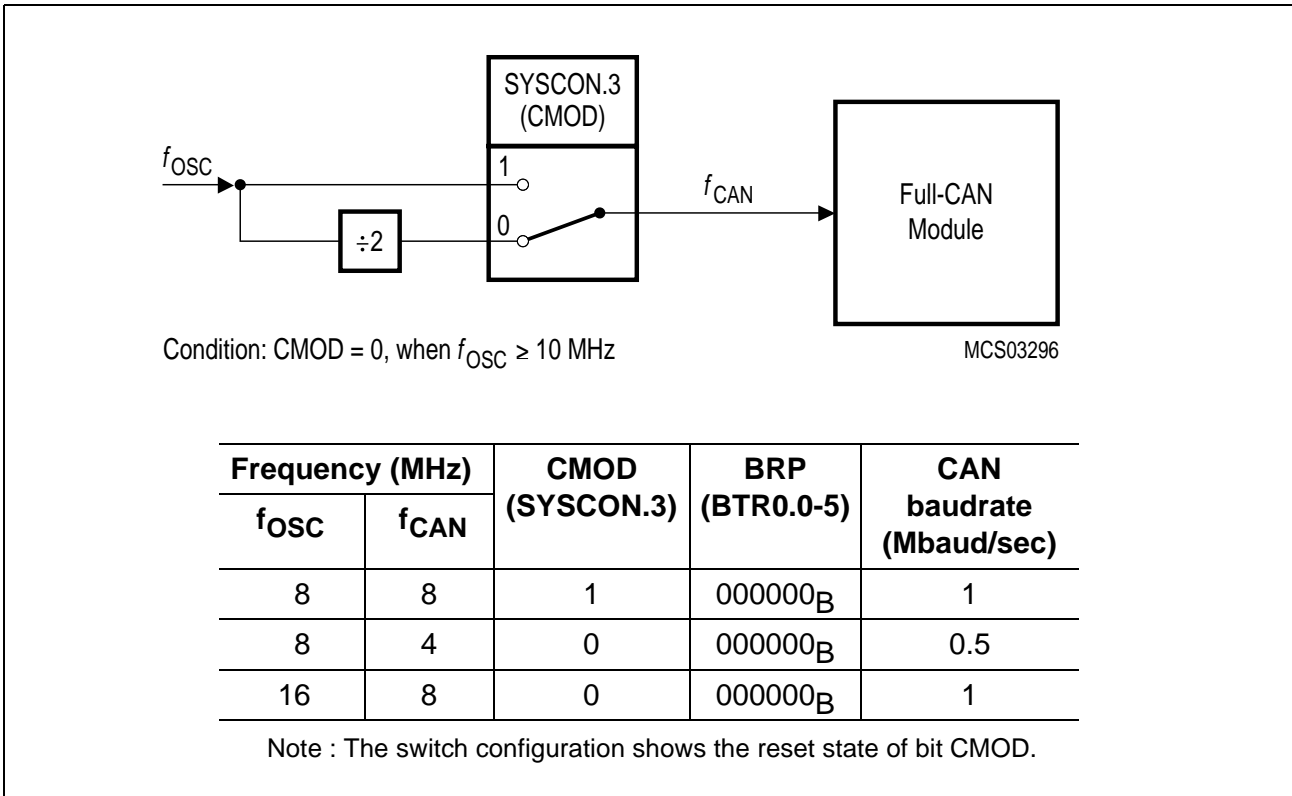 SYSCON.3
(CMOD)
fOSC
1
0
÷2
fCAN
Full-CAN
Module
Condition: CMOD = 0, when fOSC ≥ 10 MHz
MCS03296
Frequency (MHz) CMOD (SYSCON.3) BRP (BTR0.0-5) CAN baudrate (Mbaud/sec)
fOSC fCAN
8 8 1 000000B 1
8 4 0 000000B 0.5
16 8 0 000000B 1
Note : The switch configuration shows the reset state of bit CMOD.